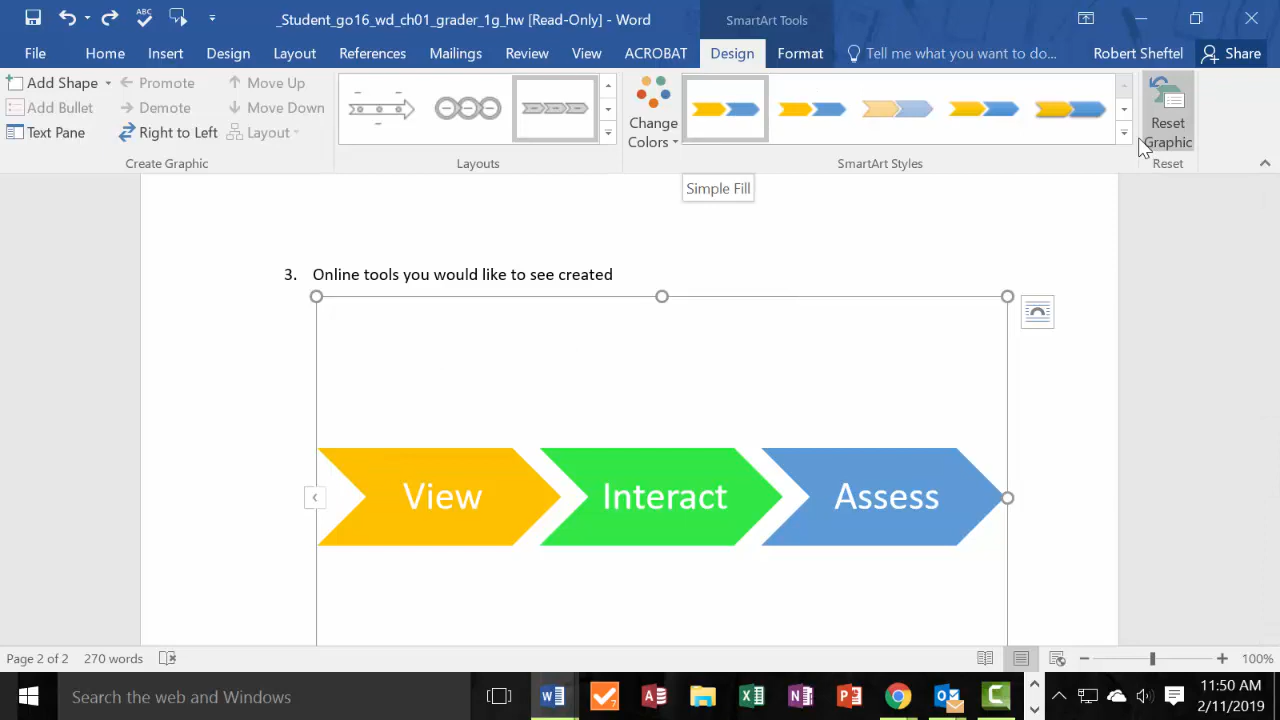 _Student_go16_wd_ch01_grader_1g_hw [Read-Only] - Word
SmartArt Tools
File Home Insert Design Layout References Mailings Review View ACROBAT Design Format Tell me what you want to do... Robert Sheftel Share
Add Shape Promote Move Up
Add Bullet Demote Move Down
Text Pane Right to Left Layout
Create Graphic
Layouts
Change
Colors
SmartArt Styles
Reset
Graphic
Reset
Simple Fill
3. Online tools you would like to see created
View Interact Assess
Page 2 of 2 270 words 100%
Search the web and Windows
11:50 AM
2/11/2019